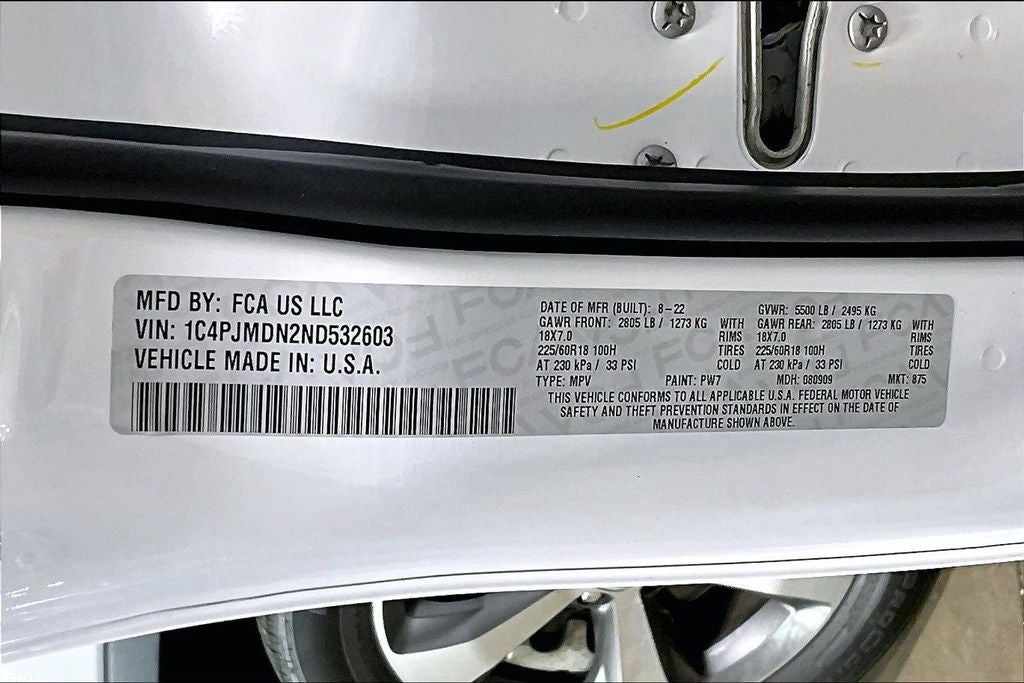 MFD BY: FCA US LLC
VIN: 1C4PJMDN2ND532603
VEHICLE MADE IN: U.S.A.
DATE OF MFR (BUILT): 8-22 GVWR: 5500 LB / 2495 KG
GAWR FRONT: 2805 LB / 1273 KG WITH GAWR REAR: 2805 LB / 1273 KG WITH
18X7.0 RIMS 18X7.0 RIMS
225/60R18 100H TIRES 225/60R18 100H TIRES
AT 230 kPa / 33 PSI COLD AT 230 kPa / 33 PSI COLD
TYPE: MPV PAINT: PW7 MDH: 080909 MKT: 875
THIS VEHICLE CONFORMS TO ALL APPLICABLE U.S.A. FEDERAL MOTOR VEHICLE
SAFETY AND THEFT PREVENTION STANDARDS IN EFFECT ON THE DATE OF
MANUFACTURE SHOWN ABOVE.